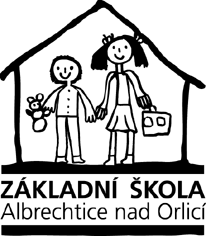 ZÁKLADNÍ ŠKOLA
Albrechtice nad Orlicí